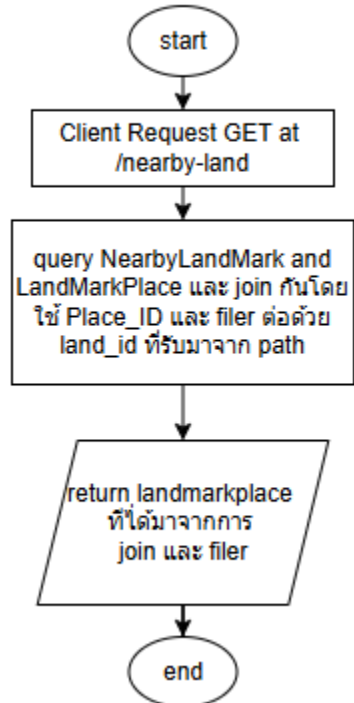 start
Client Request GET at
/nearby-land
query NearbyLandMark and
LandMarkPlace และ join กันโดย
ใช้ Place_ID และ filer ต่อด้วย
land_id ที่รับมาจาก path
return landmarkplace
ที่ได้มาจากการ
join และ filer
end